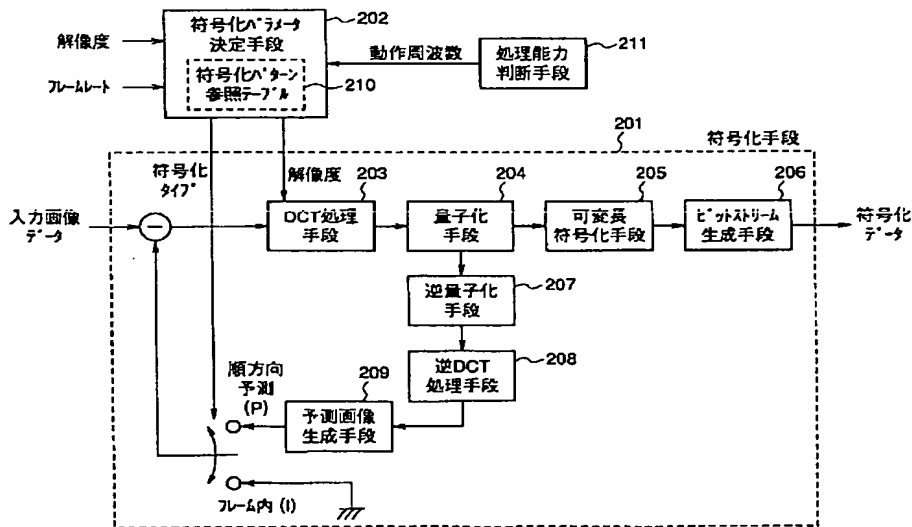 符号化パラメータ
決定手段
202
解像度
フレームレート
符号化パターン
参照テーブル
210
動作周波数
処理能力
判断手段
211
201
符号化手段
符号化
タイプ
解像度
203
204
205
206
入力画像
データ
−
DCT処理
手段
量子化
手段
可変長
符号化手段
ビットストリーム
生成手段
符号化
データ
逆量子化
手段
207
逆DCT
処理手段
208
順方向
予測
(P)
209
予測画像
生成手段
フレーム内 (I)